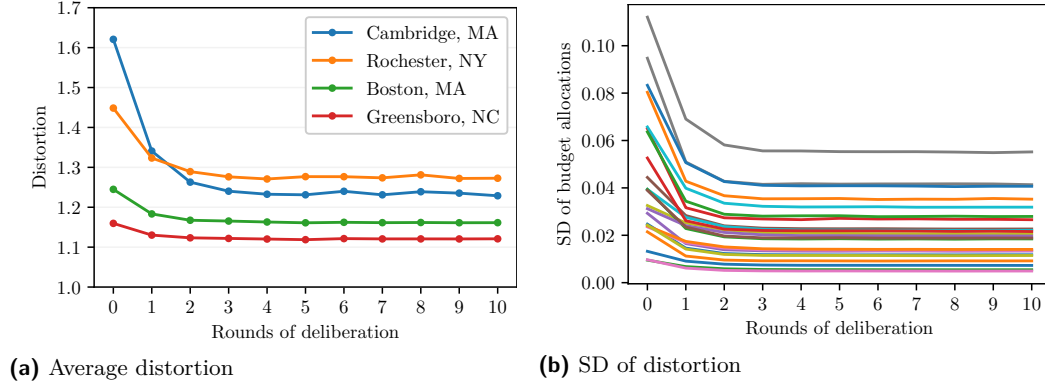 1.7
1.6
1.5
1.4
1.3
1.2
1.1
1.0
Distortion
Cambridge, MA
Rochester, NY
Boston, MA
Greensboro, NC
0 1 2 3 4 5 6 7 8 9 10
Rounds of deliberation
(a) Average distortion
0.10
0.08
0.06
0.04
0.02
0.00
SD of budget allocations
0 1 2 3 4 5 6 7 8 9 10
Rounds of deliberation
(b) SD of distortion